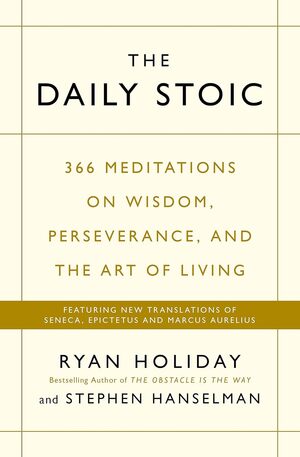 THE
DAILY STOIC
366 MEDITATIONS
ON WISDOM,
PERSEVERANCE, AND
THE ART OF LIVING
FEATURING NEW TRANSLATIONS OF
SENECA, EPICTETUS AND MARCUS AURELIUS
RYAN HOLIDAY
Bestselling Author of THE OBSTACLE IS THE WAY
and STEPHEN HANSELMAN